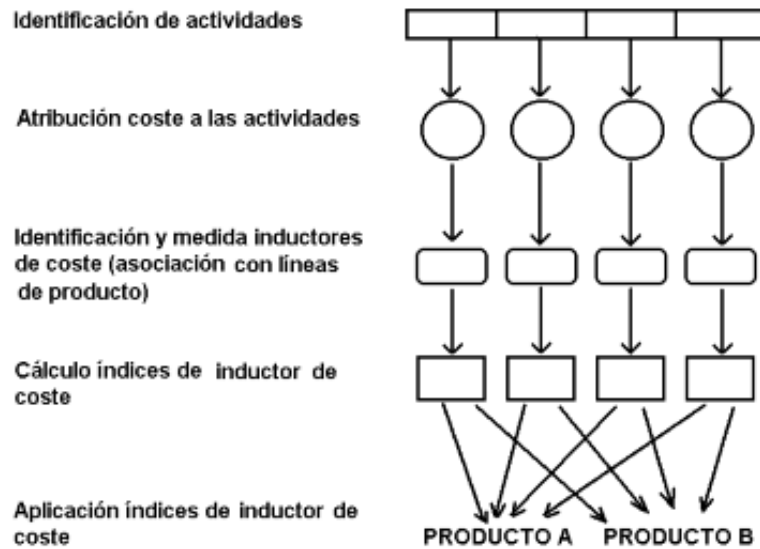 Identificación de actividades
Atribución coste a las actividades
Identificación y medida inductores
de coste (asociación con líneas
de producto)
Cálculo índices de inductor de
coste
Aplicación índices de inductor de
coste
PRODUCTO A PRODUCTO B